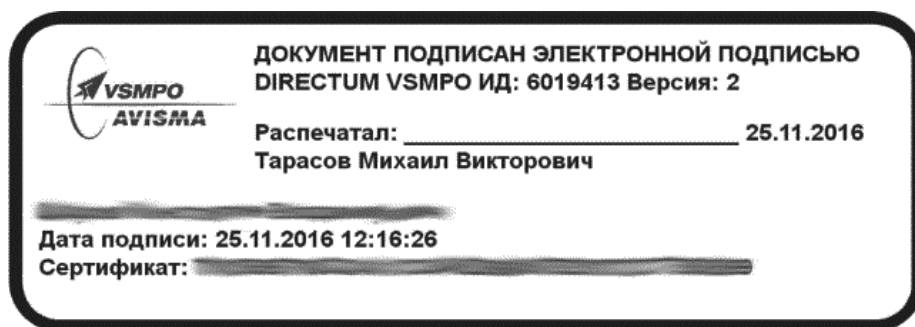 VSMPO
AVISMA
ДОКУМЕНТ ПОДПИСАН ЭЛЕКТРОННОЙ ПОДПИСЬЮ
DIRECTUM VSMPO ИД: 6019413 Версия: 2
Распечатал: 25.11.2016
Тарасов Михаил Викторович
Дата подписи: 25.11.2016 12:16:26
Сертификат: